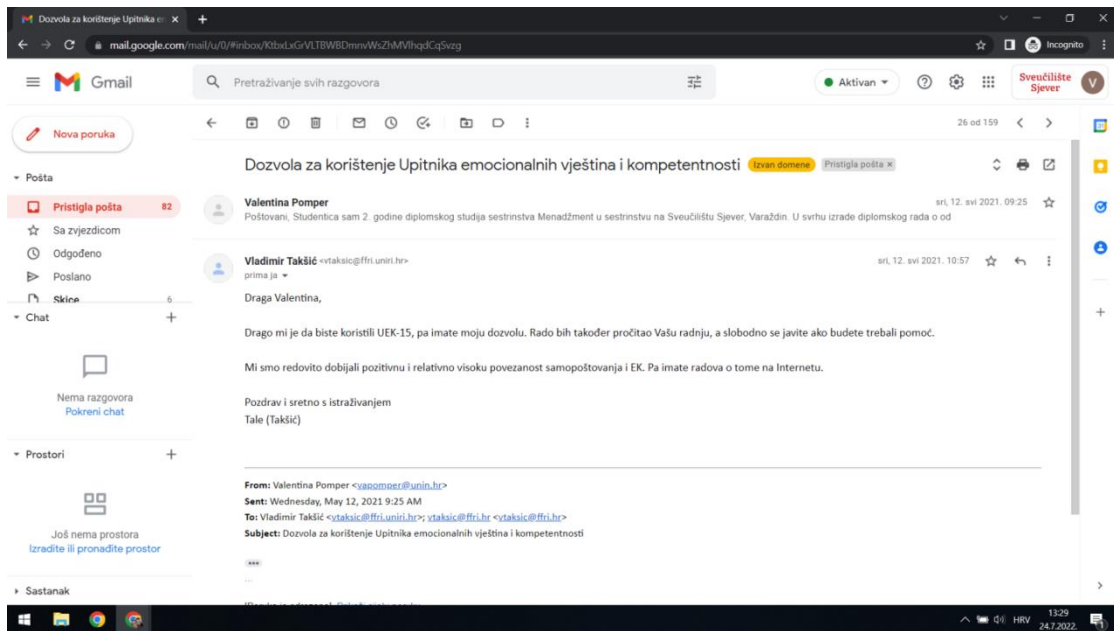 Dozvola za korištenje Upitnika em
mail.google.com/mail/u/0/#inbox/KtbxLxGrVLTBWBDmnvWsZhMVlhqdCqSvzg
Incognito
Gmail
Pretraživanje svih razgovora
Aktivan
Sveučilište
Sjever
V
Nova poruka
26 od 159
Pošta
Pristigla pošta 82
Sa zvjezdicom
Odgođeno
Poslano
Skice 6
Chat
Nema razgovora
Pokreni chat
Prostori
Još nema prostora
Izradite ili pronađite prostor
Sastanak
Dozvola za korištenje Upitnika emocionalnih vještina i kompetentnosti Izvan domene Pristigla pošta x
Valentina Pomper sri, 12. svi 2021. 09:25
Poštovani, Studentica sam 2. godine diplomskog studija sestrinstva Menadžment u sestrinstvu na Sveučilištu Sjever, Varaždin. U svrhu izrade diplomskog rada o od
Vladimir Takšić <vtaksic@ffri.uniri.hr> sri, 12. svi 2021. 10:57
prima ja
Draga Valentina,
Drago mi je da biste koristili UEK-15, pa imate moju dozvolu. Rado bih također pročitao Vašu radnju, a slobodno se javite ako budete trebali pomoć.
Mi smo redovito dobijali pozitivnu i relativno visoku povezanost samopoštovanja i EK. Pa imate radova o tome na Internetu.
Pozdrav i sretno s istraživanjem
Tale (Takšić)
From: Valentina Pomper <vapomper@unin.hr>
Sent: Wednesday, May 12, 2021 9:25 AM
To: Vladimir Takšić <vtaksic@ffri.uniri.hr>; vtaksic@ffri.hr <vtaksic@ffri.hr>
Subject: Dozvola za korištenje Upitnika emocionalnih vještina i kompetentnosti
...
HRV
13:29
24.7.2022.